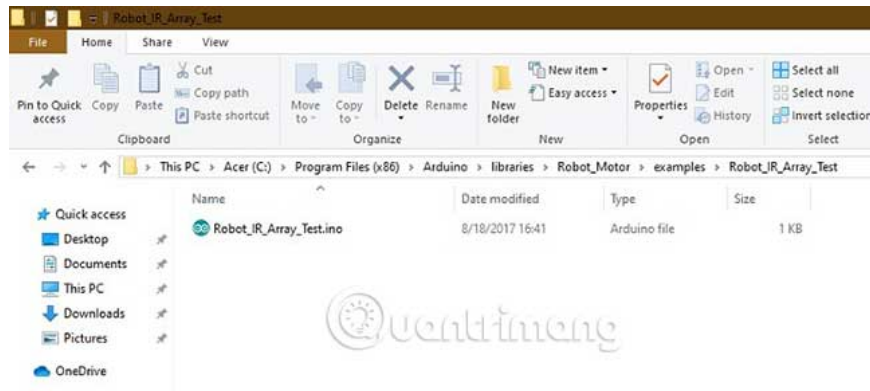 Robot_IR_Array_Test
File Home Share View
Pin to Quick access
Copy
Paste
Cut
Copy path
Paste shortcut
Clipboard
Move to
Copy to
Delete
Rename
Organize
New folder
New item
Easy access
New
Properties
Open
Edit
History
Open
Select all
Select none
Invert selection
Select
This PC > Acer (C:) > Program Files (x86) > Arduino > libraries > Robot_Motor > examples > Robot_IR_Array_Test
Name Date modified Type Size
Robot_IR_Array_Test.ino 8/18/2017 16:41 Arduino file 1 KB
Quick access
Desktop
Documents
This PC
Downloads
Pictures
OneDrive
Quantrimang